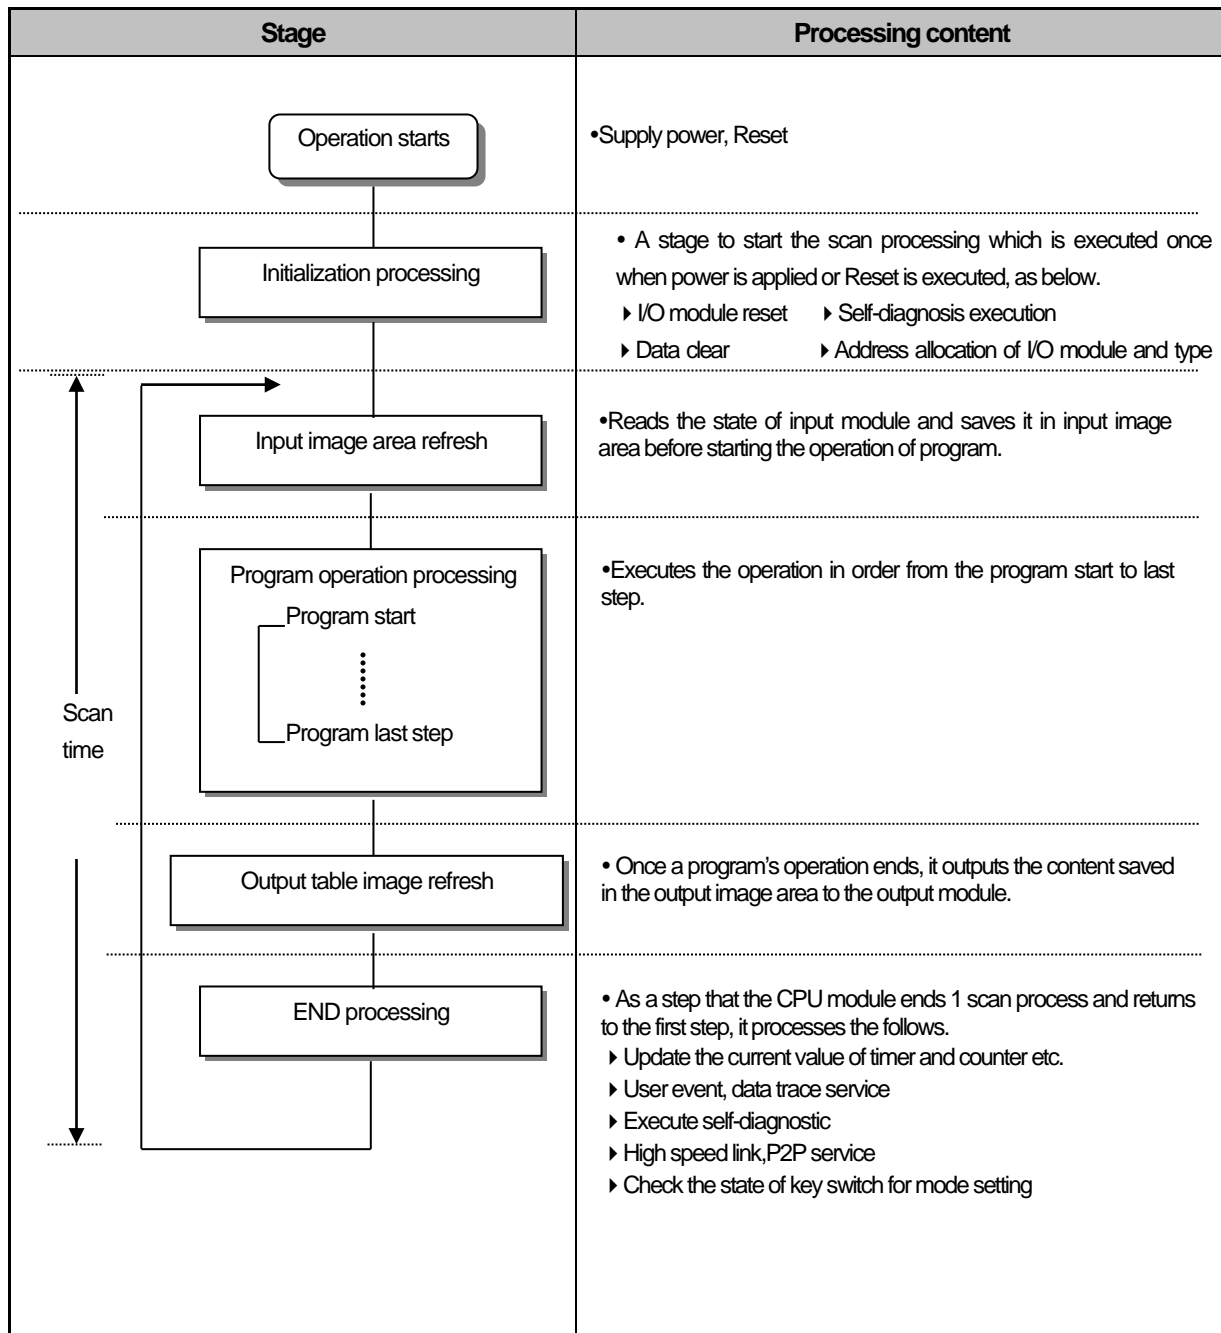 Stage
Processing content
Operation starts
•Supply power, Reset
Initialization processing
• A stage to start the scan processing which is executed once
when power is applied or Reset is executed, as below.
▶I/O module reset ▶Self-diagnosis execution
▶Data clear ▶Address allocation of I/O module and type
Input image area refresh
•Reads the state of input module and saves it in input image
area before starting the operation of program.
Program operation processing
Program start
Program last step
•Executes the operation in order from the program start to last
step.
Scan
time
Output table image refresh
• Once a program's operation ends, it outputs the content saved
in the output image area to the output module.
END processing
• As a step that the CPU module ends 1 scan process and returns
to the first step, it processes the follows.
▶Update the current value of timer and counter etc.
▶User event, data trace service
▶Execute self-diagnostic
▶High speed link,P2P service
▶Check the state of key switch for mode setting